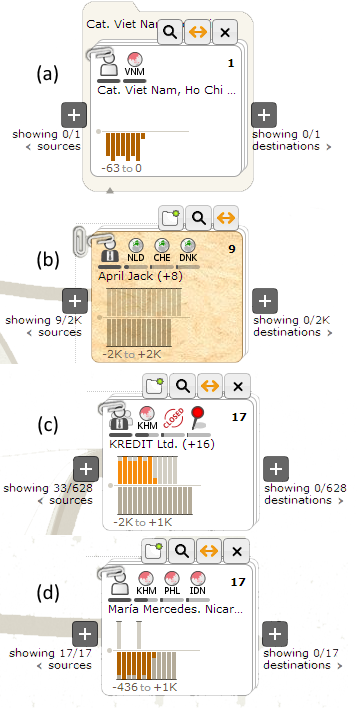 Cat. Viet Na
(a)
VNM
1
Cat. Viet Nam, Ho Chi ...
showing 0/1
‹ sources
showing 0/1
destinations ›
-63 to 0
(b)
NLD CHE DNK
9
April Jack (+8)
showing 9/2K
‹ sources
showing 0/2K
destinations ›
-2K to +2K
(c)
KHM CLOSED
17
KREDIT Ltd. (+16)
showing 33/628
‹ sources
showing 0/628
destinations ›
-2K to +1K
(d)
KHM PHL IDN
17
María Mercedes. Nicar...
showing 17/17
‹ sources
showing 0/17
destinations ›
-436 to +1K